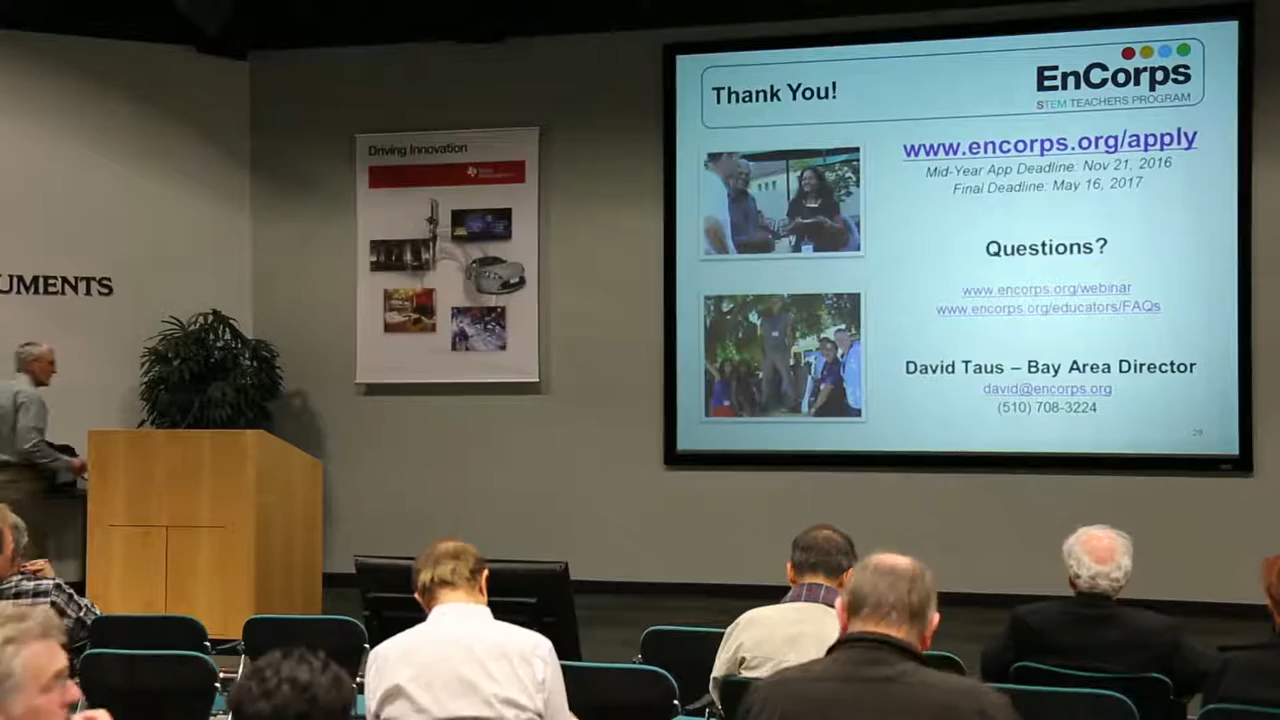 UMENTS
Driving Innovation
Thank You!
EnCorps
STEM TEACHERS PROGRAM
www.encorps.org/apply
Mid-Year App Deadline: Nov 21, 2016
Final Deadline: May 16, 2017
Questions?
www.encorps.org/webinar
www.encorps.org/educators/FAQs
David Taus – Bay Area Director
david@encorps.org
(510) 708-3224
29